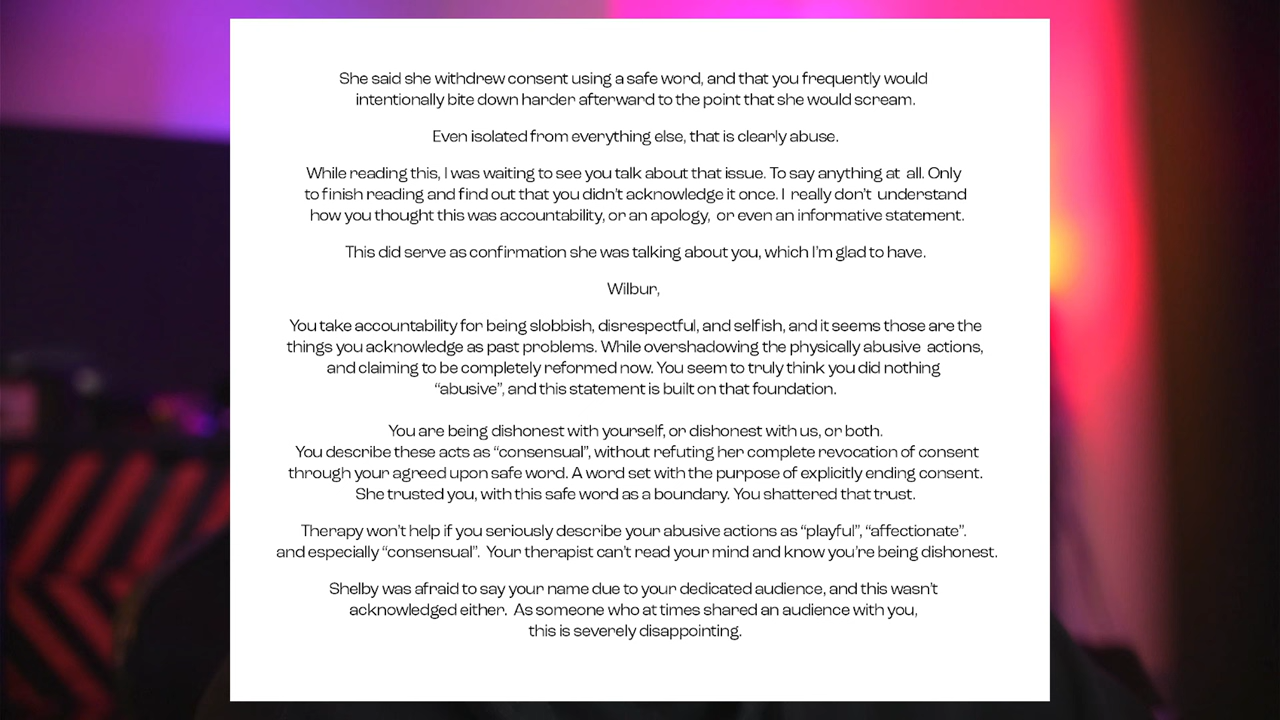 She said she withdrew consent using a safe word, and that you frequently would
intentionally bite down harder afterward to the point that she would scream.
Even isolated from everything else, that is clearly abuse.
While reading this, I was waiting to see you talk about that issue. To say anything at all. Only
to finish reading and find out that you didn't acknowledge it once. I really don't understand
how you thought this was accountability, or an apology, or even an informative statement.
This did serve as confirmation she was talking about you, which I'm glad to have.
Wilbur,
You take accountability for being slobbish, disrespectful, and selfish, and it seems those are the
things you acknowledge as past problems. While overshadowing the physically abusive actions,
and claiming to be completely reformed now. You seem to truly think you did nothing
“abusive”, and this statement is built on that foundation.
You are being dishonest with yourself, or dishonest with us, or both.
You describe these acts as “consensual”, without refuting her complete revocation of consent
through your agreed upon safe word. A word set with the purpose of explicitly ending consent.
She trusted you, with this safe word as a boundary. You shattered that trust.
Therapy won't help if you seriously describe your abusive actions as “playful”, “affectionate”.
and especially “consensual”. Your therapist can't read your mind and know you're being dishonest.
Shelby was afraid to say your name due to your dedicated audience, and this wasn't
acknowledged either. As someone who at times shared an audience with you,
this is severely disappointing.